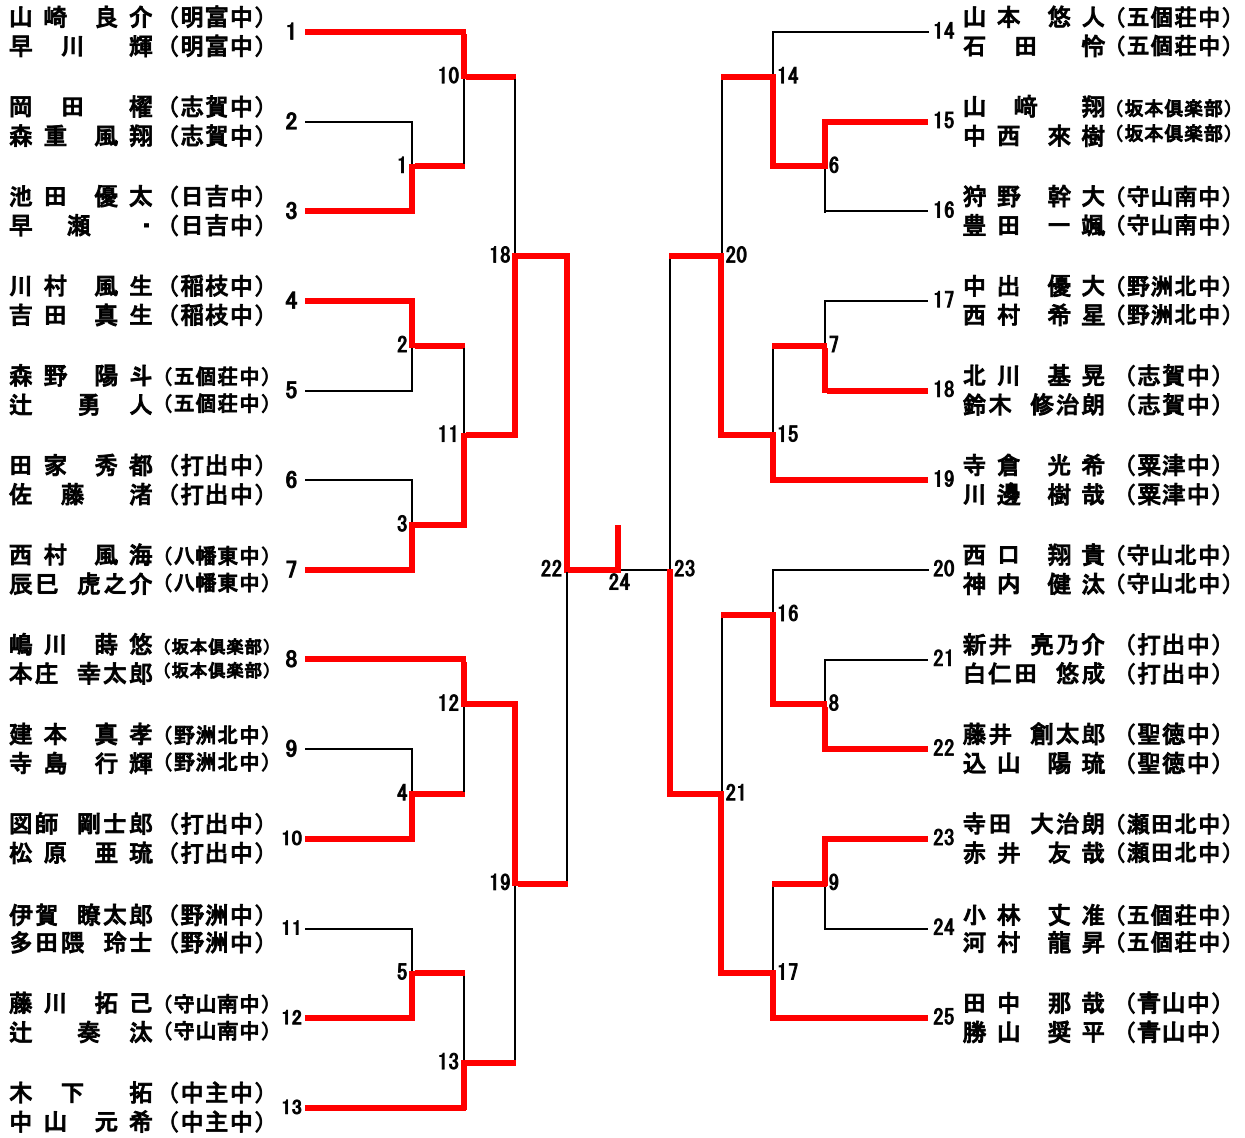 山崎 良介 （明富中）
早川 輝 （明富中）
1
岡田 櫂 （志賀中）
森重 風翔 （志賀中）
2
池田 優太 （日吉中）
早瀬 ・ （日吉中）
3
川村 風生 （稲枝中）
吉田 真生 （稲枝中）
4
森野 陽斗 （五個荘中）
辻 勇人 （五個荘中）
5
田家 秀都 （打出中）
佐藤 渚 （打出中）
6
西村 風海 （八幡東中）
辰巳 虎之介 （八幡東中）
7
嶋川 蒔悠 （坂本倶楽部）
本庄 幸太郎 （坂本倶楽部）
8
建本 真孝 （野洲北中）
寺島 行輝 （野洲北中）
9
図師 剛士郎 （打出中）
松原 亜琉 （打出中）
10
伊賀 瞭太郎 （野洲中）
多田隈 玲士 （野洲中）
11
藤川 拓己 （守山南中）
辻 奏汰 （守山南中）
12
木下 拓 （中主中）
中山 元希 （中主中）
13
10
1
18
2
11
3
22
12
4
19
5
13
24
14
6
20
7
15
23
16
8
21
9
17
14
山本 悠人 （五個荘中）
石田 怜 （五個荘中）
15
山﨑 翔 （坂本倶楽部）
中西 來樹 （坂本倶楽部）
16
狩野 幹大 （守山南中）
豊田 一颯 （守山南中）
17
中出 優大 （野洲北中）
西村 希星 （野洲北中）
18
北川 基晃 （志賀中）
鈴木 修治朗 （志賀中）
19
寺倉 光希 （粟津中）
川邊 樹哉 （粟津中）
20
西口 翔貴 （守山北中）
神内 健汰 （守山北中）
21
新井 亮乃介 （打出中）
白仁田 悠成 （打出中）
22
藤井 創太郎 （聖徳中）
込山 陽琉 （聖徳中）
23
寺田 大治朗 （瀬田北中）
赤井 友哉 （瀬田北中）
24
小林 丈准 （五個荘中）
河村 龍昇 （五個荘中）
25
田中 那哉 （青山中）
勝山 奨平 （青山中）